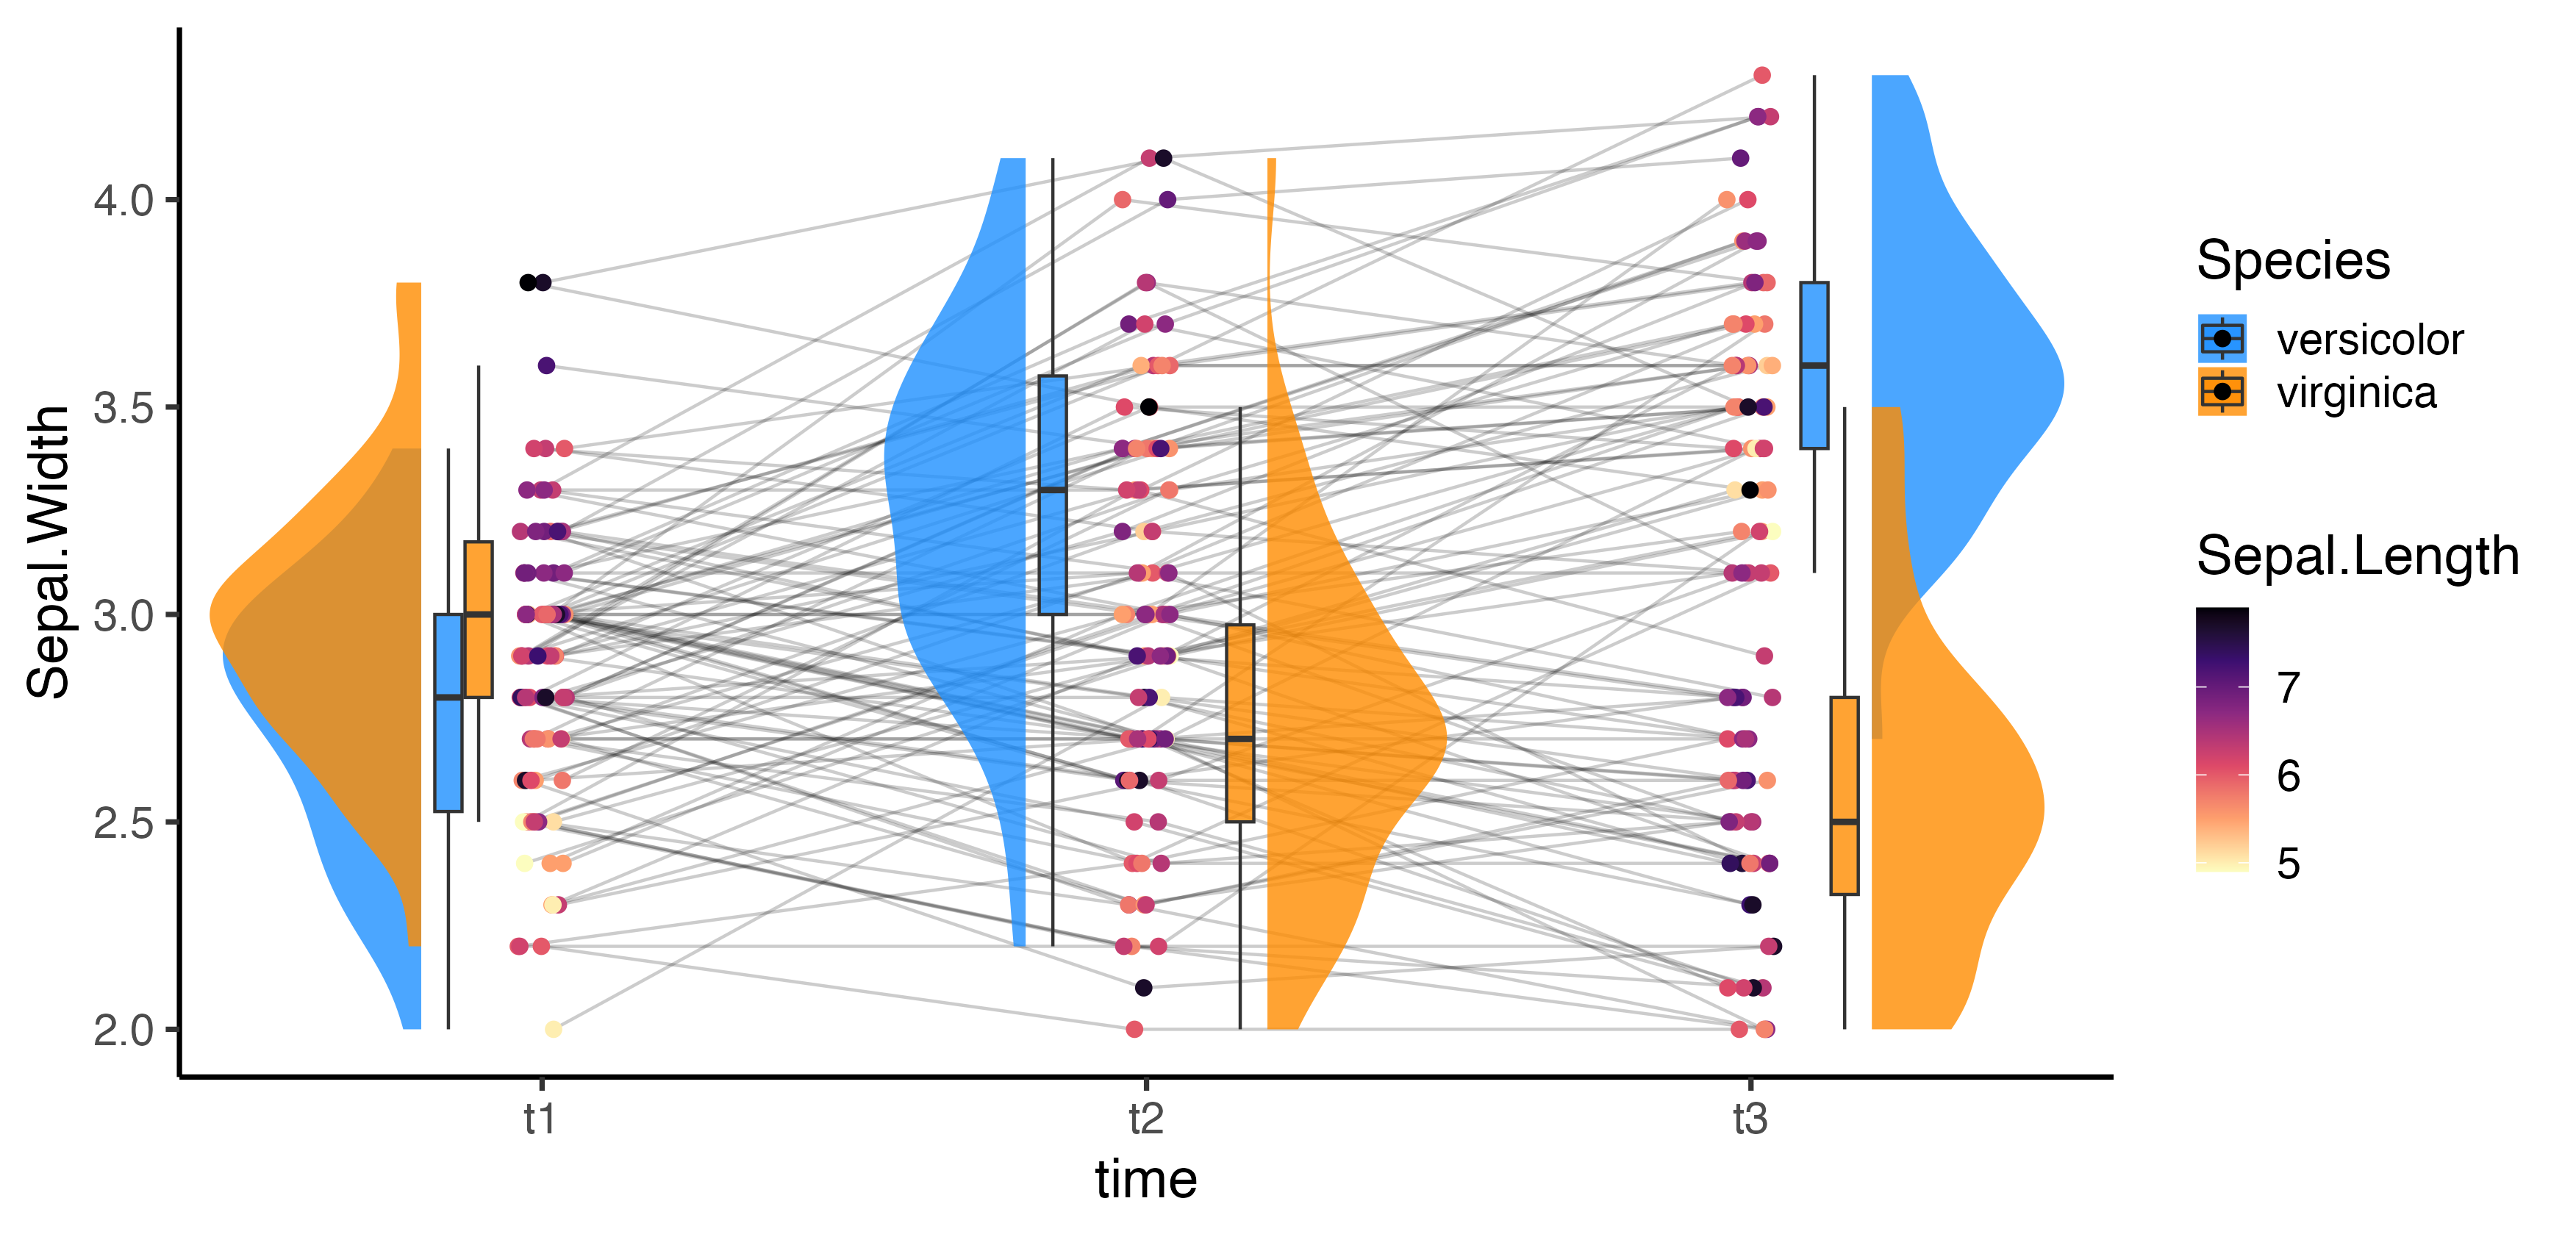 Sepal.Width
4.0
3.5
3.0
2.5
2.0
t1
t2
t3
time
Species
versicolor
virginica
Sepal.Length
7
6
5